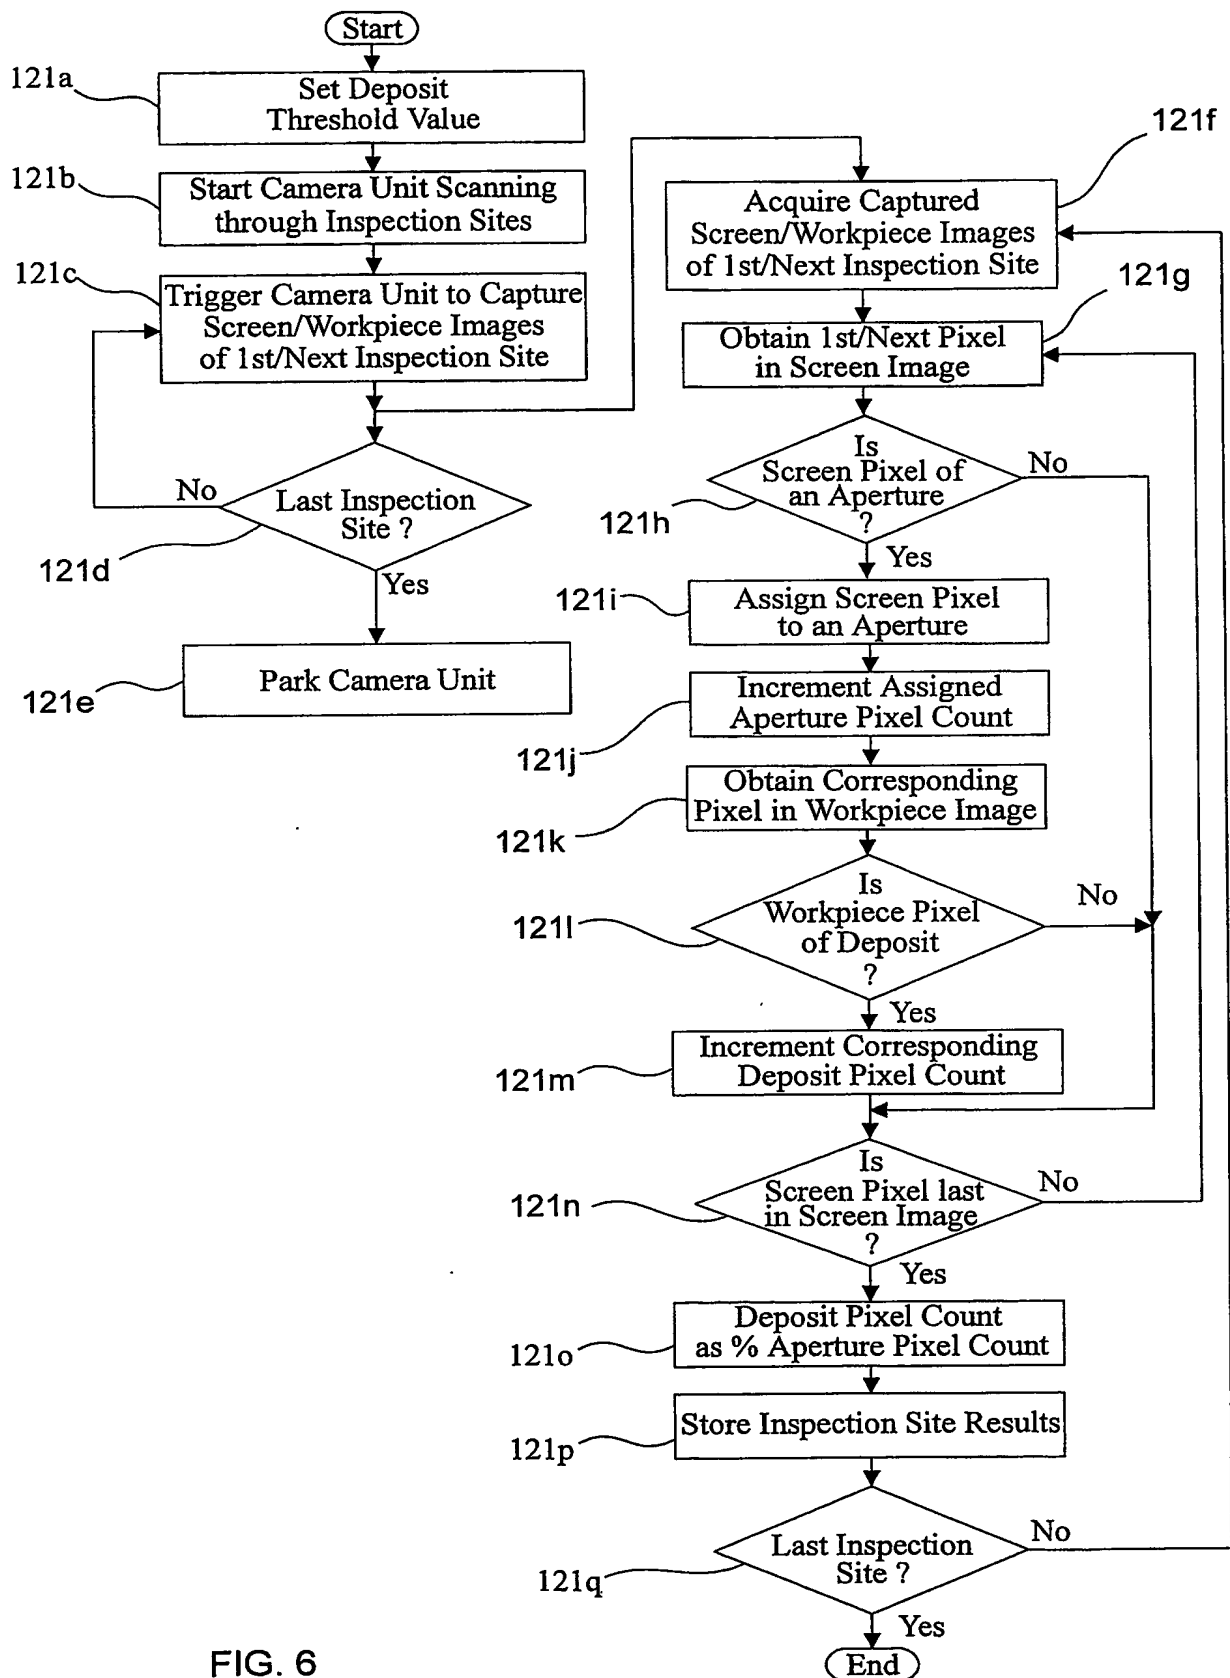 Start
121a
Set Deposit
Threshold Value
121b
Start Camera Unit Scanning
through Inspection Sites
121c
Trigger Camera Unit to Capture
Screen/Workpiece Images
of 1st/Next Inspection Site
No
Last Inspection
Site ?
121d
Yes
121e
Park Camera Unit
121f
Acquire Captured
Screen/Workpiece Images
of 1st/Next Inspection Site
121g
Obtain 1st/Next Pixel
in Screen Image
Is
Screen Pixel of
an Aperture
?
No
121h
Yes
121i
Assign Screen Pixel
to an Aperture
Increment Assigned
Aperture Pixel Count
121j
Obtain Corresponding
Pixel in Workpiece Image
121k
Is
Workpiece Pixel
of Deposit
?
No
121l
Yes
Increment Corresponding
Deposit Pixel Count
121m
Is
Screen Pixel last
in Screen Image
?
No
121n
Yes
Deposit Pixel Count
as % Aperture Pixel Count
121o
Store Inspection Site Results
121p
Last Inspection
Site ?
No
121q
Yes
End
FIG. 6